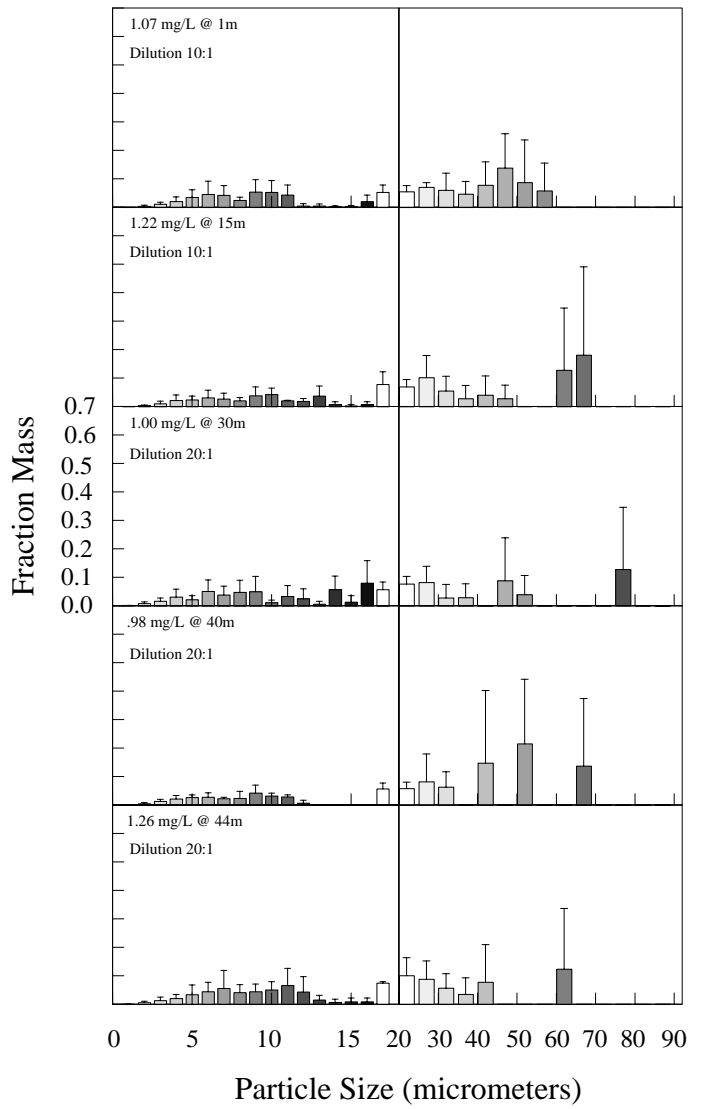 1.07 mg/L @ 1m
Dilution 10:1
1.22 mg/L @ 15m
Dilution 10:1
0.7
1.00 mg/L @ 30m
0.6
Dilution 20:1
0.5
0.4
0.3
0.2
0.1
0.0
Fraction Mass
.98 mg/L @ 40m
Dilution 20:1
1.26 mg/L @ 44m
Dilution 20:1
0 5 10 15 20 30 40 50 60 70 80 90
Particle Size (micrometers)